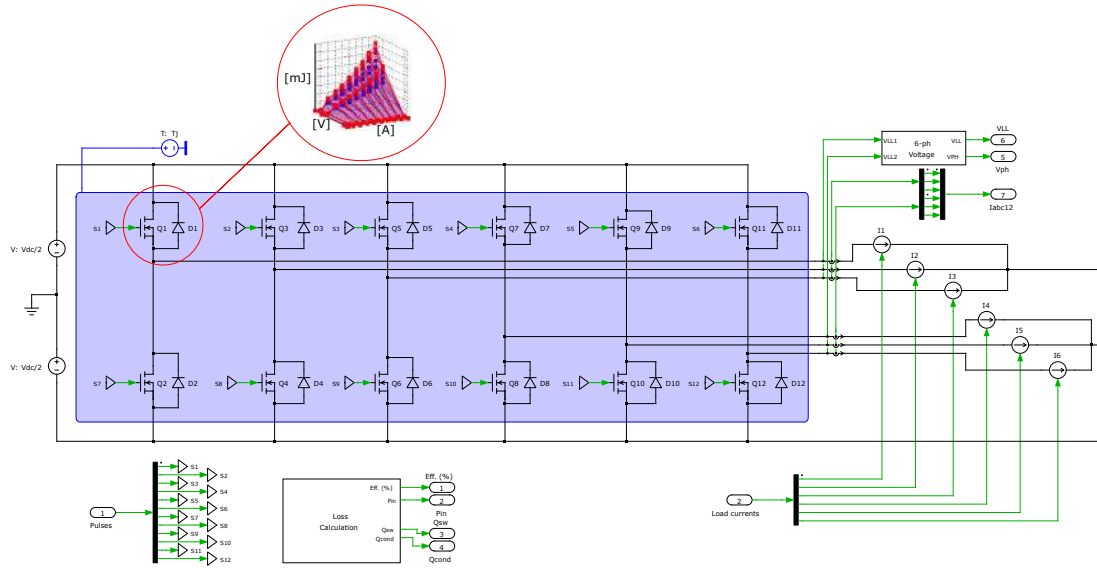 [mJ]
[V]
[A]
T: Tj
VLL
6
VLL1
VLL2
6-ph
Voltage
VLL
VPH
5
Vph
7
Iabc12
S1
Q1
D1
S2
Q3
D3
S3
Q5
D5
S4
Q7
D7
S5
Q9
D9
S6
Q11
D11
V: Vdc/2
V: Vdc/2
I1
I2
I3
I4
I5
I6
S7
Q2
D2
S8
Q4
D4
S9
Q6
D6
S10
Q8
D8
S11
Q10
D10
S12
Q12
D12
1
Pulses
S1
S2
S3
S4
S5
S6
S7
S8
S9
S10
S11
S12
Loss
Calculation
Eff. (%)
Pin
Qsw
Qcond
Eff. (%)
1
2
Pin
Qsw
3
4
Qcond
2
Load currents